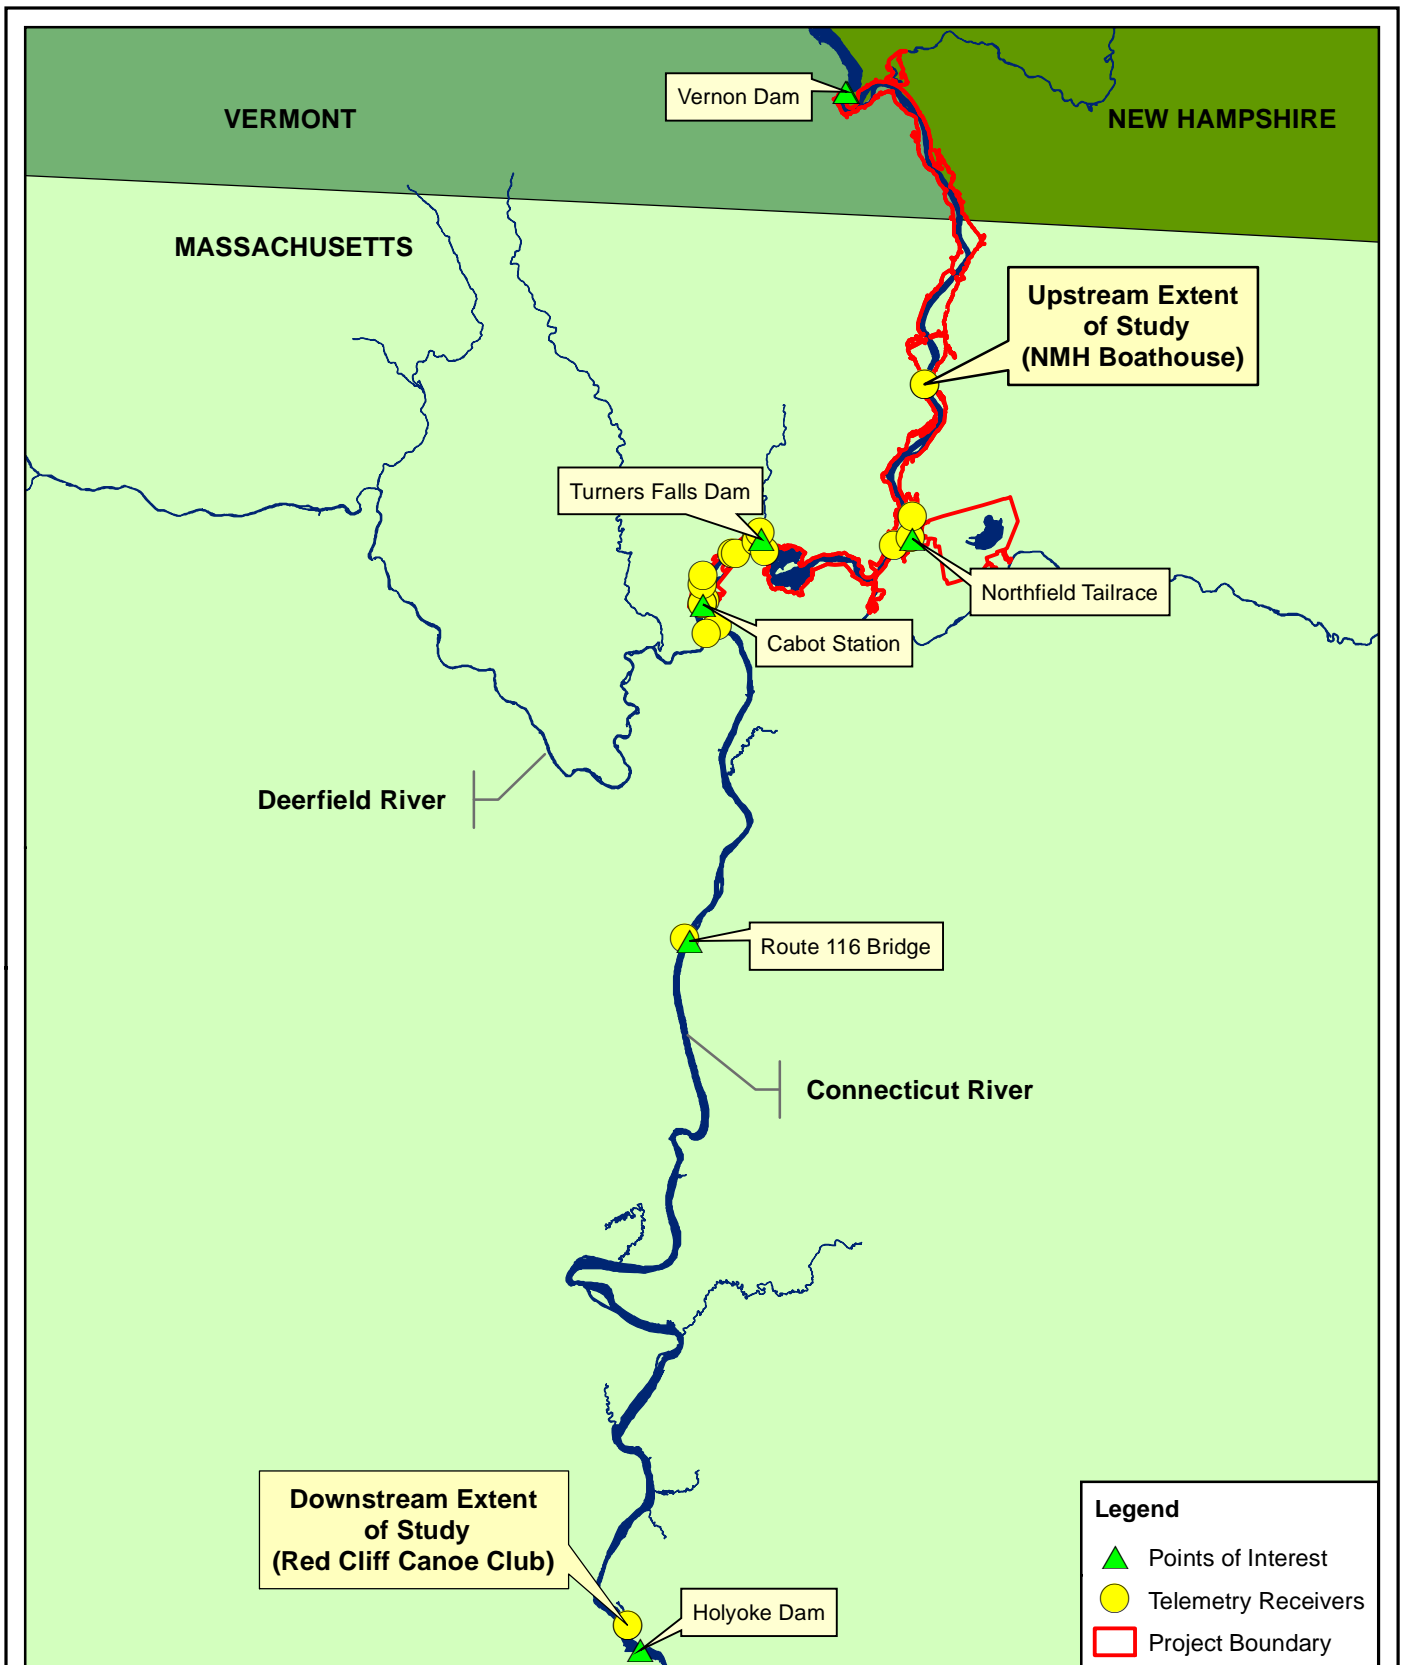 Vernon Dam
VERMONT
NEW HAMPSHIRE
MASSACHUSETTS
Upstream Extent
of Study
(NMH Boathouse)
Turners Falls Dam
Northfield Tailrace
Cabot Station
Deerfield River
Route 116 Bridge
Connecticut River
Downstream Extent
of Study
(Red Cliff Canoe Club)
Holyoke Dam
Legend
Points of Interest
Telemetry Receivers
Project Boundary